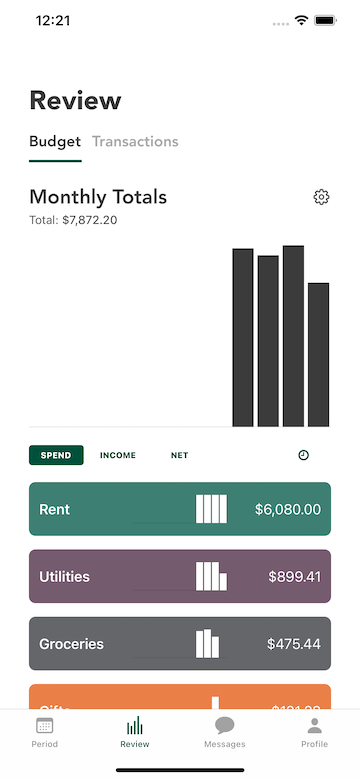 12:21
Review
Budget Transactions
Monthly Totals
Total: $7,872.20
SPEND INCOME NET
Rent $6,080.00
Utilities $899.41
Groceries $475.44
Period Review Messages Profile